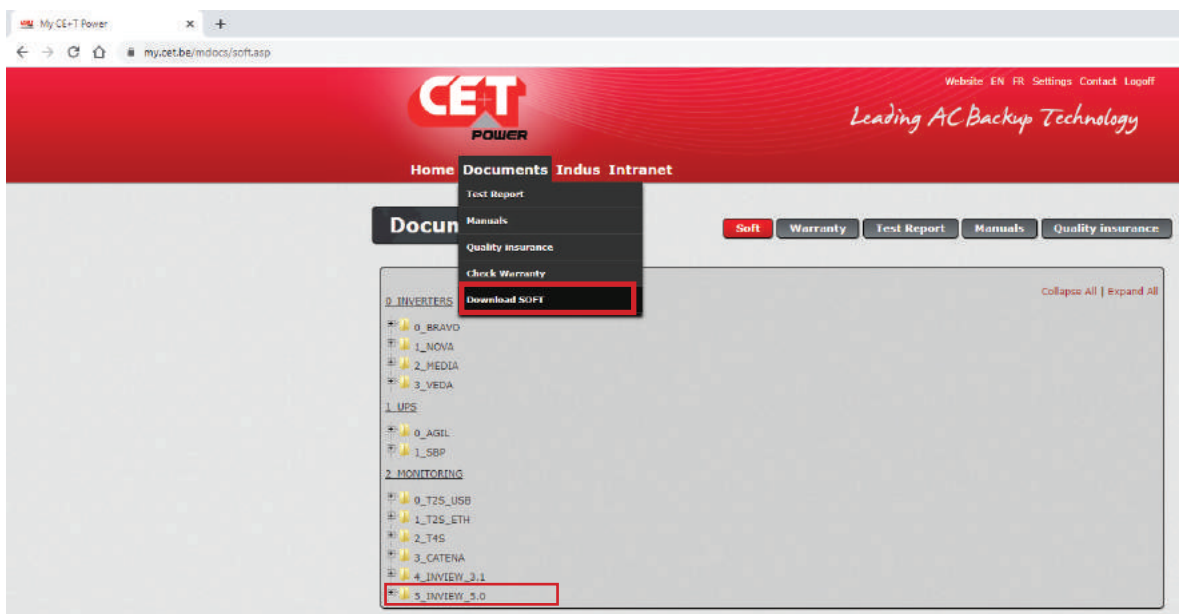 My CE+T Power
my.cet.be/mdocs/soft.asp
CE+T
POWER
Website EN FR Settings Contact Logoff
Leading AC Backup Technology
Home Documents Indus Intranet
Test Report
Manuals
Quality insurance
Check Warranty
Download SOFT
Docum
Soft Warranty Test Report Manuals Quality insurance
Collapse All | Expand All
0_INVERTERS
0_BRAVO
1_NOVA
2_MEDIA
3_VEDA
1_UPS
0_AGIL
1_SBP
2_MONITORING
0_T2S_USB
1_T2S_ETH
2_T4S
3_CATENA
4_INVIEW_3.1
5_INVIEW_5.0